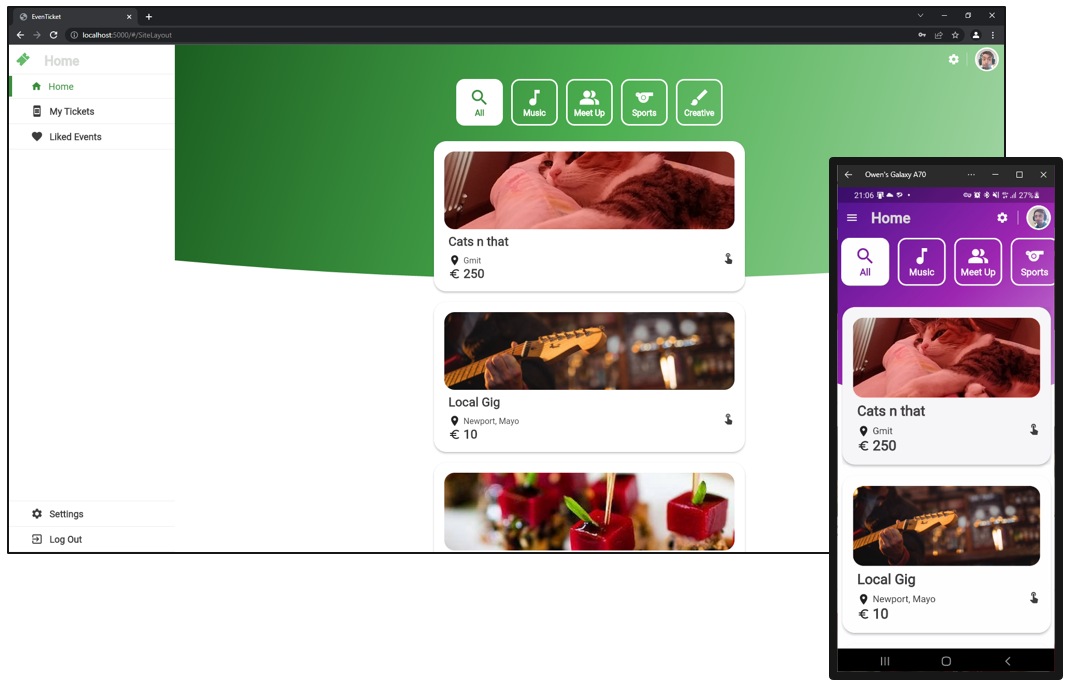 EvenTicket
localhost:5000/#/SiteLayout
Home
Home
My Tickets
Liked Events
Settings
Log Out
All
Music
Meet Up
Sports
Creative
Cats n that
Gmit
€ 250
Local Gig
Newport, Mayo
€ 10
Owen's Galaxy A70
21:06
27%
Home
All
Music
Meet Up
Sports
Cats n that
Gmit
€ 250
Local Gig
Newport, Mayo
€ 10